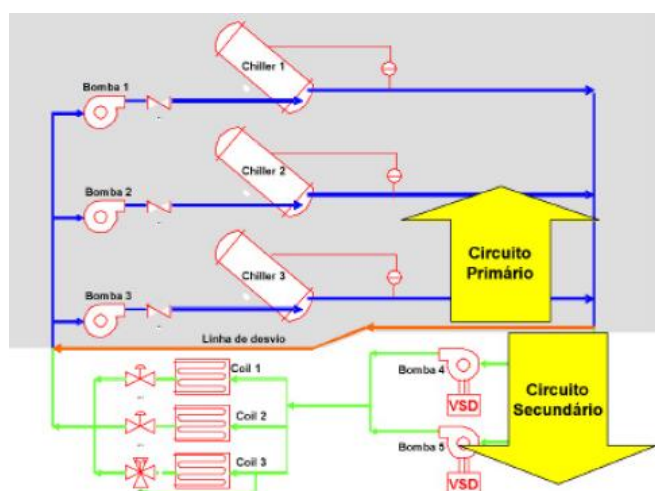 Chiller 1
Bomba 1
Chiller 2
Bomba 2
Circuito
Primário
Chiller 3
Bomba 3
Linha de desvio
Coil 1
Bomba 4
VSD
Circuito
Secundário
Coil 2
Bomba 5
Coil 3
VSD